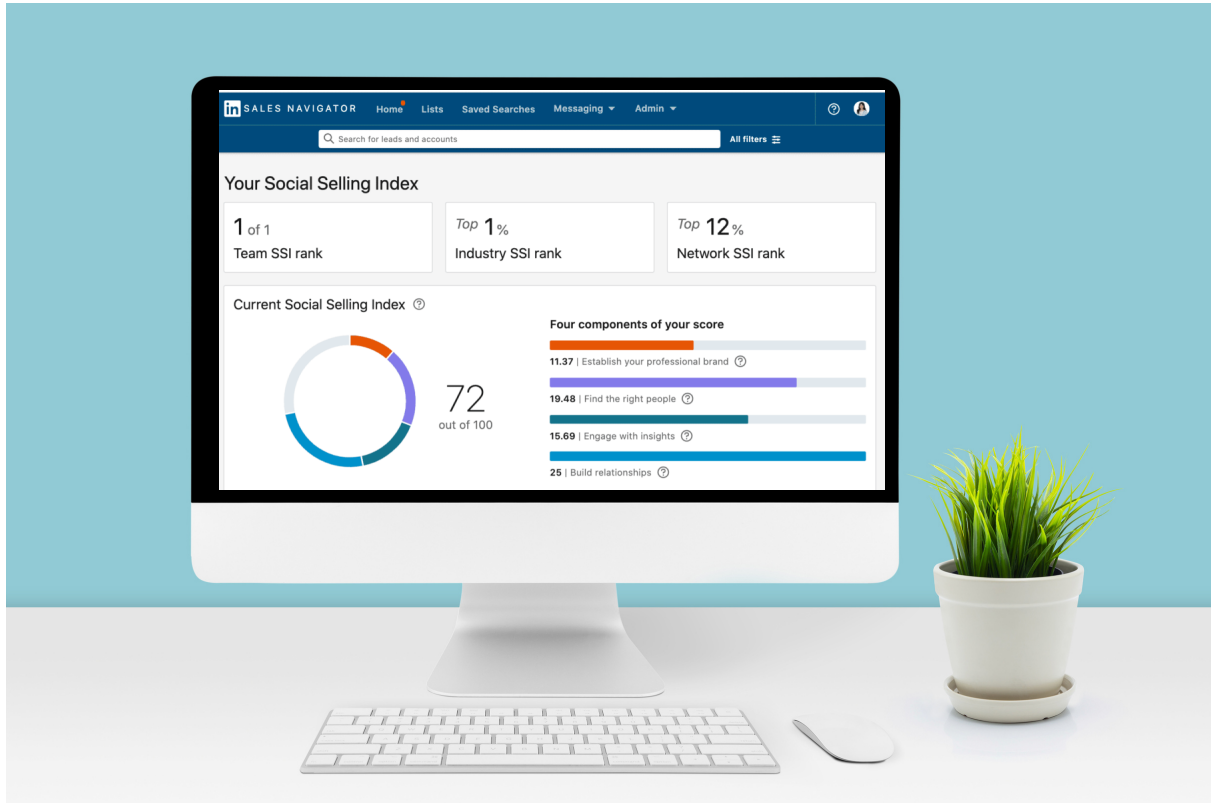 in SALES NAVIGATOR Home Lists Saved Searches Messaging Admin ?
Search for leads and accounts All filters
Your Social Selling Index
1 of 1 Top 1% Top 12%
Team SSI rank Industry SSI rank Network SSI rank
Current Social Selling Index ?
Four components of your score
11.37 | Establish your professional brand ?
72
19.48 | Find the right people ?
out of 100
15.69 | Engage with insights ?
25 | Build relationships ?